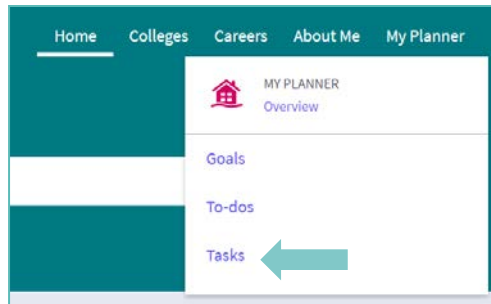 Home Colleges Careers About Me My Planner
MY PLANNER
Overview
Goals
To-dos
Tasks